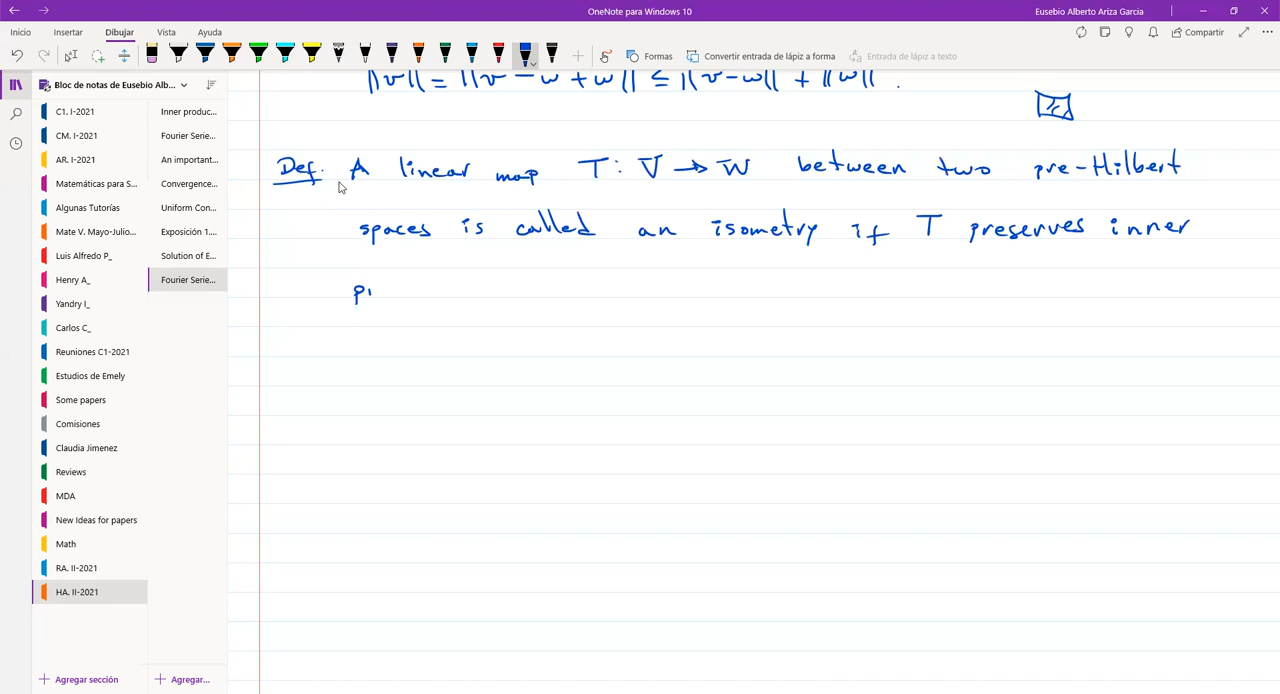 OneNote para Windows 10
Eusebio Alberto Ariza Garcia
Inicio
Insertar
Dibujar
Vista
Ayuda
Compartir
Formas
Convertir entrada de lápiz a forma
Entrada de lápiz a texto
Bloc de notas de Eusebio Alb...
C1. I-2021
CM. I-2021
AR. I-2021
Matemáticas para S...
Algunas Tutorías
Mate V. Mayo-Julio...
Luis Alfredo P_
Henry A_
Yandry I_
Carlos C_
Reuniones C1-2021
Estudios de Emely
Some papers
Comisiones
Claudia Jimenez
Reviews
MDA
New Ideas for papers
Math
RA. II-2021
HA. II-2021
Agregar sección
Inner produc...
Fourier Serie...
An important...
Convergence...
Uniform Con...
Exposición 1...
Solution of E...
Fourier Serie...
Agregar...
||v|| = ||v - w + w|| ≤ ||v-w|| + ||w||.
Def. A linear map T: V → W between two pre-Hilbert
spaces is called an isometry if T preserves inner